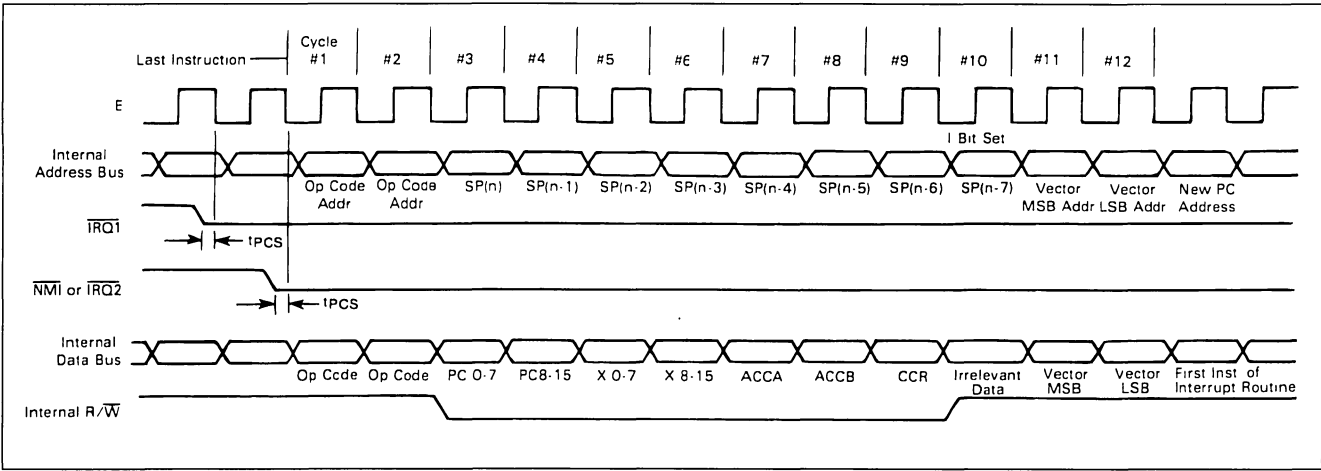 Cycle
Last Instruction #1 #2 #3 #4 #5 #6 #7 #8 #9 #10 #11 #12
E
I Bit Set
Internal
Address Bus
Op Code Addr
Op Code Addr
SP(n) SP(n-1) SP(n-2) SP(n-3) SP(n-4) SP(n-5) SP(n-6) SP(n-7)
Vector MSB Addr
Vector LSB Addr
New PC Address
IRQ1
tPCS
NMI or IRQ2
tPCS
Internal
Data Bus
Op Code Op Code PC 0-7 PC8-15 X 0-7 X 8-15 ACCA ACCB CCR
Irrelevant Data
Vector MSB
Vector LSB
First Inst of Interrupt Routine
Internal R/W